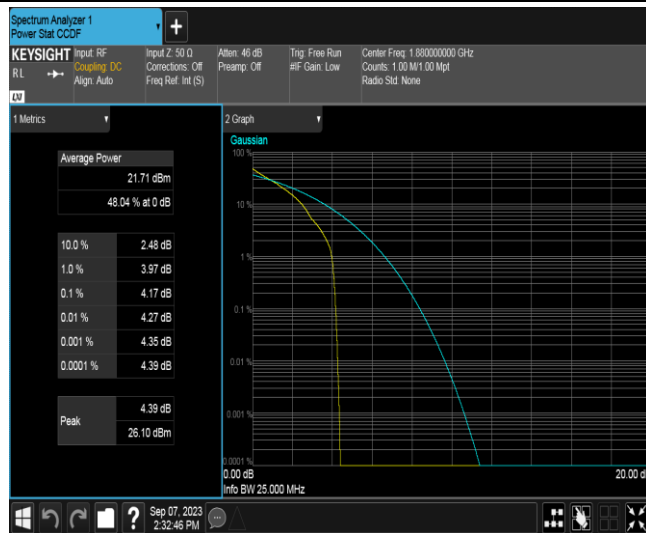 Spectrum Analyzer 1
Power Stat CCDF
+
KEYSIGHT
RL
Input: RF
Coupling: DC
Align: Auto
Input Z: 50 Ω
Corrections: Off
Freq Ref: Int (S)
Atten: 46 dB
Preamp: Off
Trig: Free Run
#IF Gain: Low
Center Freq: 1.880000000 GHz
Counts: 1.00 M/1.00 Mpt
Radio Std: None
LXI
1 Metrics
Average Power
21.71 dBm
48.04 % at 0 dB
10.0 % 2.48 dB
1.0 % 3.97 dB
0.1 % 4.17 dB
0.01 % 4.27 dB
0.001 % 4.35 dB
0.0001 % 4.39 dB
Peak
4.39 dB
26.10 dBm
2 Graph
Gaussian
100 %
10 %
1 %
0.1 %
0.01 %
0.001 %
0.0001 %
0.00 dB
20.00 d
Info BW 25.000 MHz
?
Sep 07, 2023
2:32:46 PM